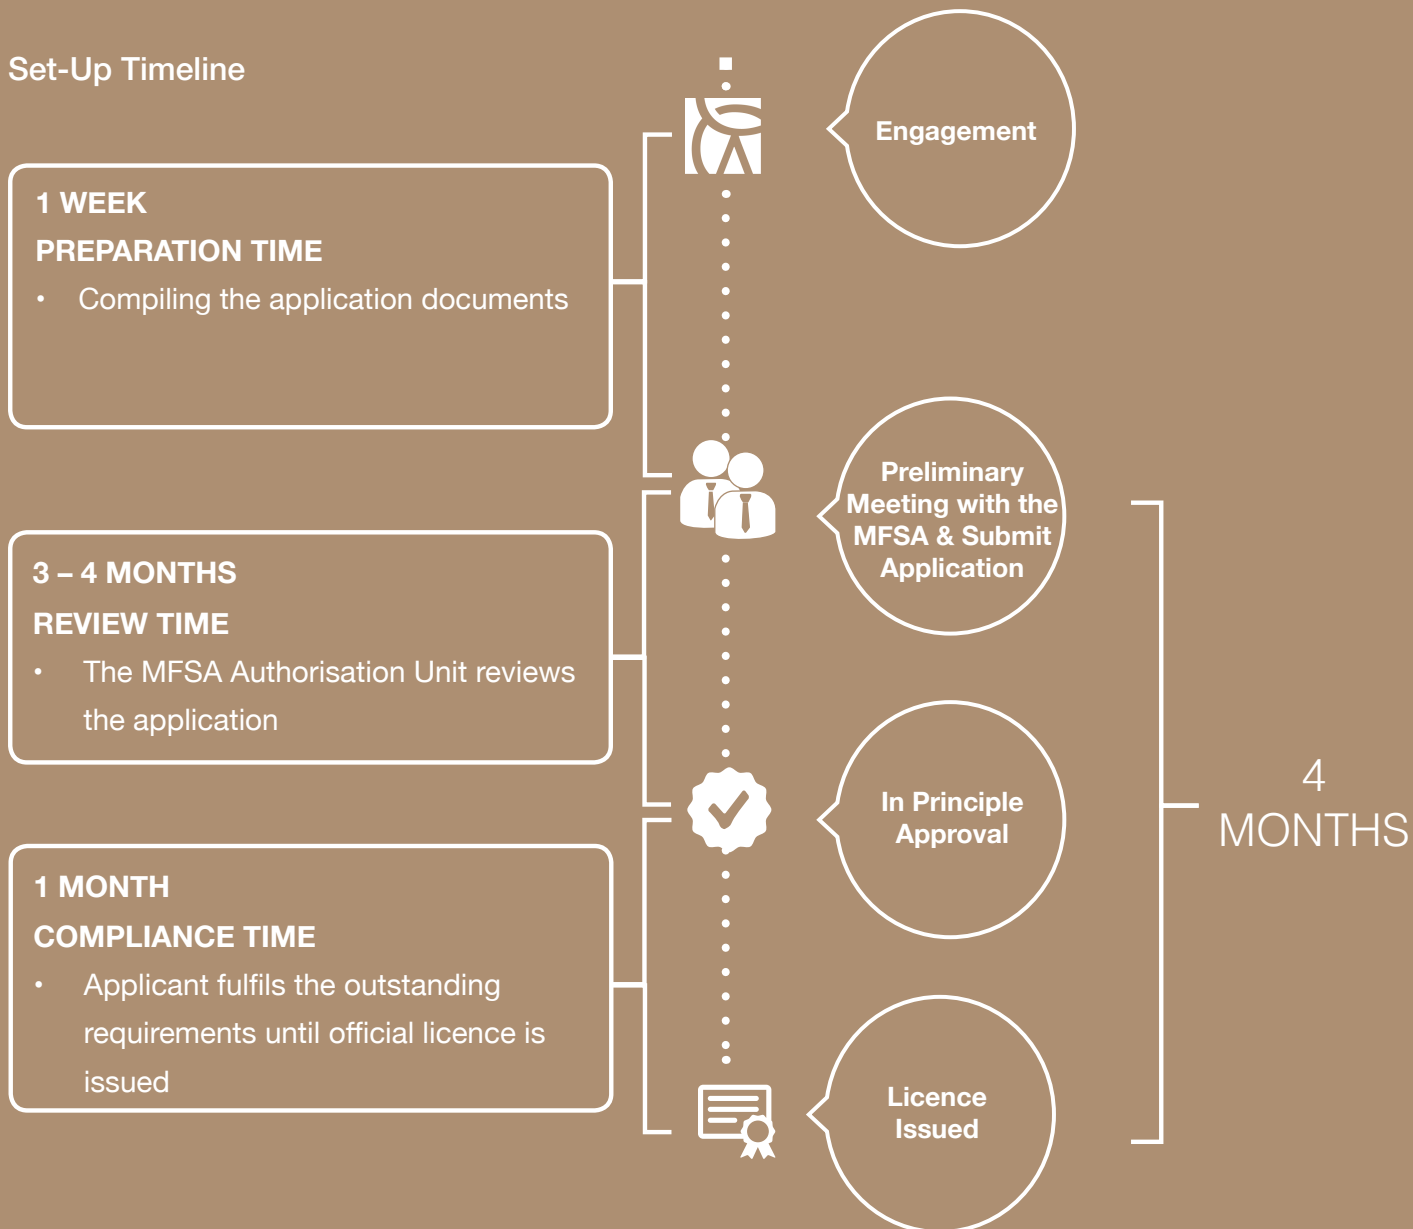 Set-Up Timeline
Engagement
1 WEEK
PREPARATION TIME
• Compiling the application documents
Preliminary
Meeting with the
MFSA & Submit
Application
3 – 4 MONTHS
REVIEW TIME
• The MFSA Authorisation Unit reviews
the application
In Principle
Approval
4
MONTHS
1 MONTH
COMPLIANCE TIME
• Applicant fulfils the outstanding
requirements until official licence is
issued
Licence
Issued